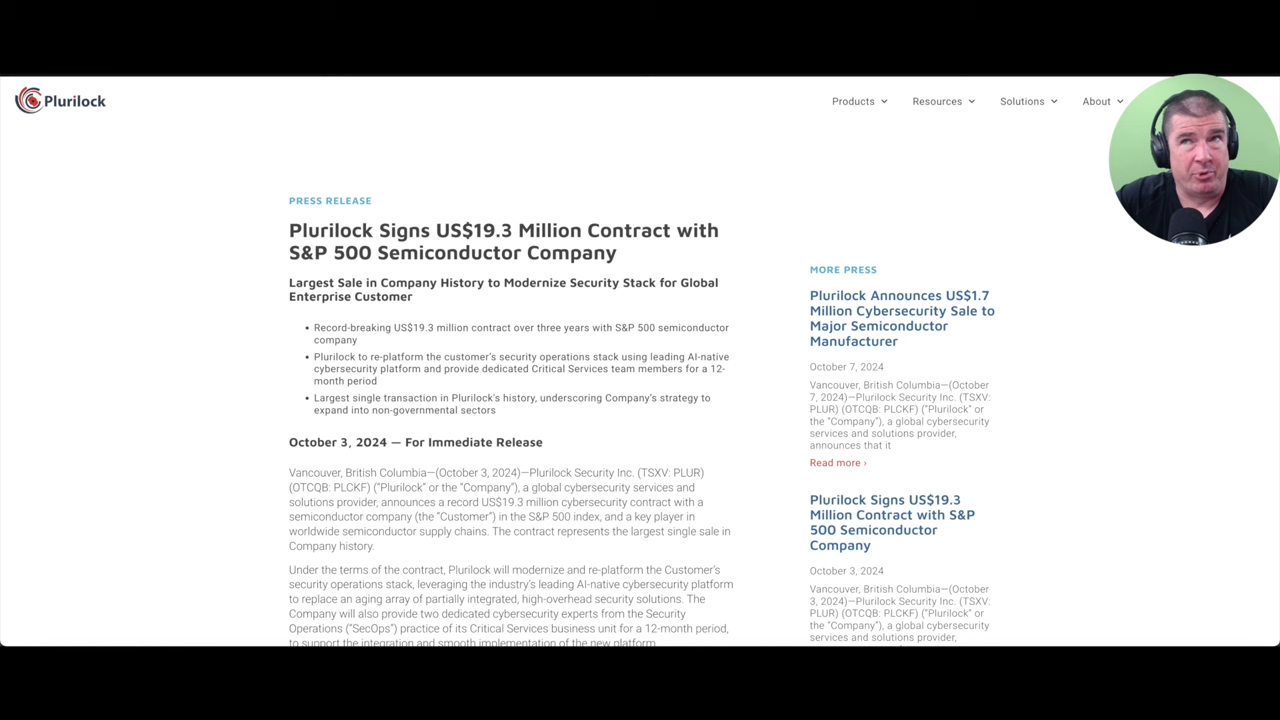 Plurilock
Products
Resources
Solutions
About
PRESS RELEASE
Plurilock Signs US$19.3 Million Contract with
S&P 500 Semiconductor Company
Largest Sale in Company History to Modernize Security Stack for Global
Enterprise Customer
• Record-breaking US$19.3 million contract over three years with S&P 500 semiconductor
company
• Plurilock to re-platform the customer's security operations stack using leading AI-native
cybersecurity platform and provide dedicated Critical Services team members for a 12-
month period
• Largest single transaction in Plurilock's history, underscoring Company's strategy to
expand into non-governmental sectors
October 3, 2024 — For Immediate Release
Vancouver, British Columbia—(October 3, 2024)—Plurilock Security Inc. (TSXV: PLUR)
(OTCQB: PLCKF) ("Plurilock" or the "Company"), a global cybersecurity services and
solutions provider, announces a record US$19.3 million cybersecurity contract with a
semiconductor company (the "Customer") in the S&P 500 index, and a key player in
worldwide semiconductor supply chains. The contract represents the largest single sale in
Company history.
Under the terms of the contract, Plurilock will modernize and re-platform the Customer's
security operations stack, leveraging the industry's leading AI-native cybersecurity platform
to replace an aging array of partially integrated, high-overhead security solutions. The
Company will also provide two dedicated cybersecurity experts from the Security
Operations ("SecOps") practice of its Critical Services business unit for a 12-month period,
to support the integration and smooth implementation of the new platform.
MORE PRESS
Plurilock Announces US$1.7
Million Cybersecurity Sale to
Major Semiconductor
Manufacturer
October 7, 2024
Vancouver, British Columbia—(October
7, 2024)—Plurilock Security Inc. (TSXV:
PLUR) (OTCQB: PLCKF) ("Plurilock" or
the "Company"), a global cybersecurity
services and solutions provider,
announces that it
Read more ›
Plurilock Signs US$19.3
Million Contract with S&P
500 Semiconductor
Company
October 3, 2024
Vancouver, British Columbia—(October
3, 2024)—Plurilock Security Inc. (TSXV:
PLUR) (OTCQB: PLCKF) ("Plurilock" or
the "Company"), a global cybersecurity
services and solutions provider,